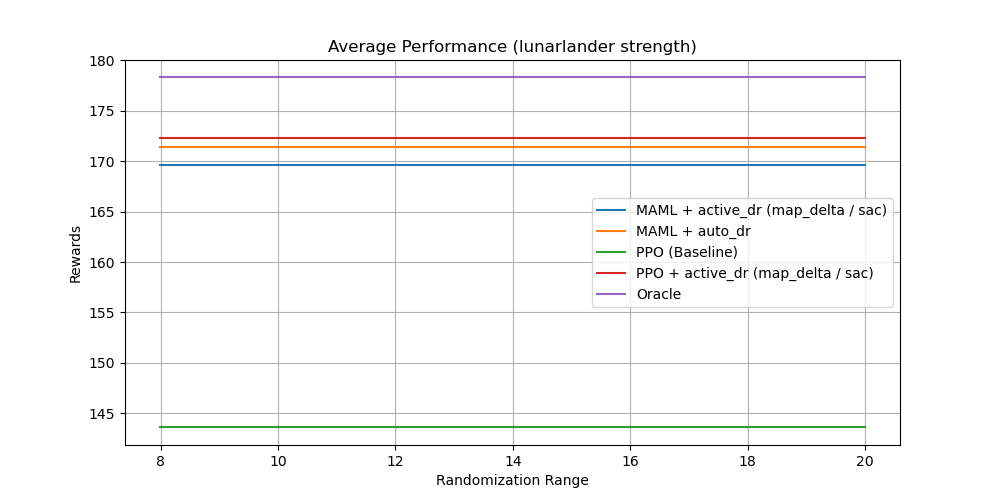 Average Performance (lunarlander strength)
180
175
170
165
160
155
150
145
Rewards
MAML + active_dr (map_delta / sac)
MAML + auto_dr
PPO (Baseline)
PPO + active_dr (map_delta / sac)
Oracle
8 10 12 14 16 18 20
Randomization Range